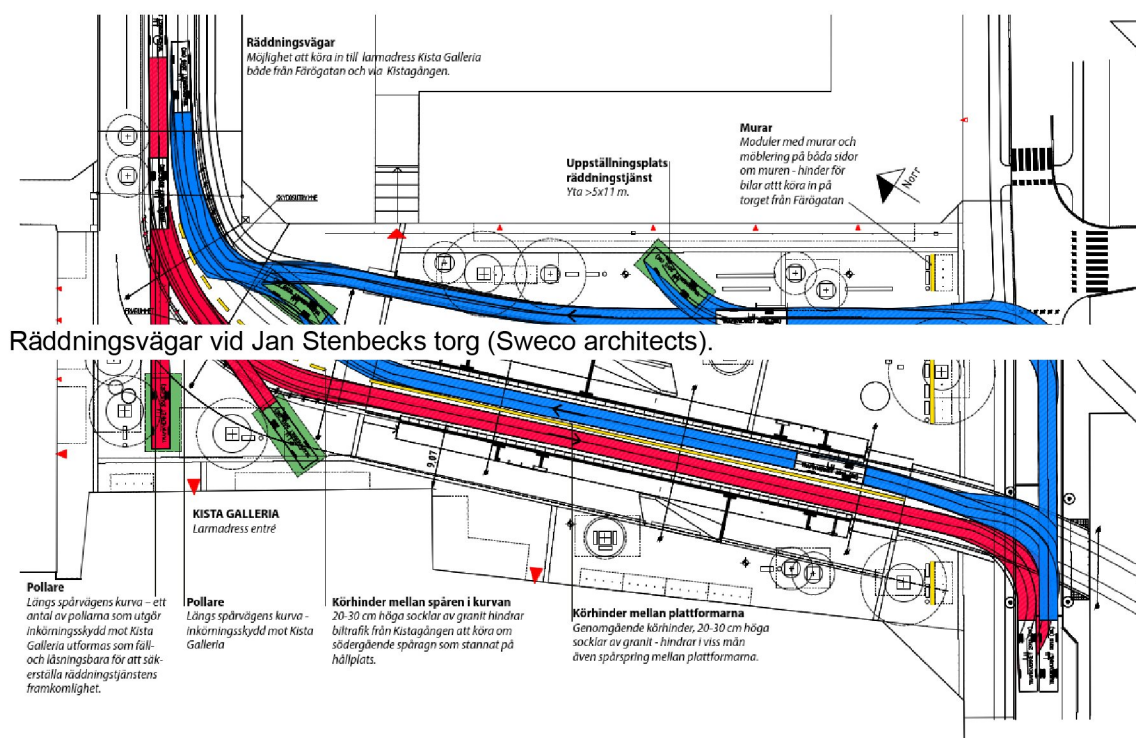 Räddningsvägar
Möjlighet att köra in till larmadress Kista Galleria
både från Färögatan och via Kistagången.
Murar
Moduler med murar och
möblering på båda sidor
om muren - hinder för
bilar attt köra in på
torget från Färögatan
Uppställningsplats
räddningstjänst
Yta >5x11 m.
Norr
Räddningsvägar vid Jan Stenbecks torg (Sweco architects).
9,07
KISTA GALLERIA
Larmadress entré
Pollare
Längs spårvägens kurva – ett
antal av pollarna som utgör
inkörningsskydd mot Kista
Galleria utformas som fäll-
och låsningsbara för att säk-
erställa räddningstjänstens
framkomlighet.
Pollare
Längs spårvägens kurva -
inkörningsskydd mot Kista
Galleria
Körhinder mellan spåren i kurvan
20-30 cm höga socklar av granit hindrar
biltrafik från Kistagången att köra om
södergående spåragn som stannat på
hållplats.
Körhinder mellan plattformarna
Genomgående körhinder, 20-30 cm höga
socklar av granit - hindrar i viss mån
även spårspring mellan plattformarna.